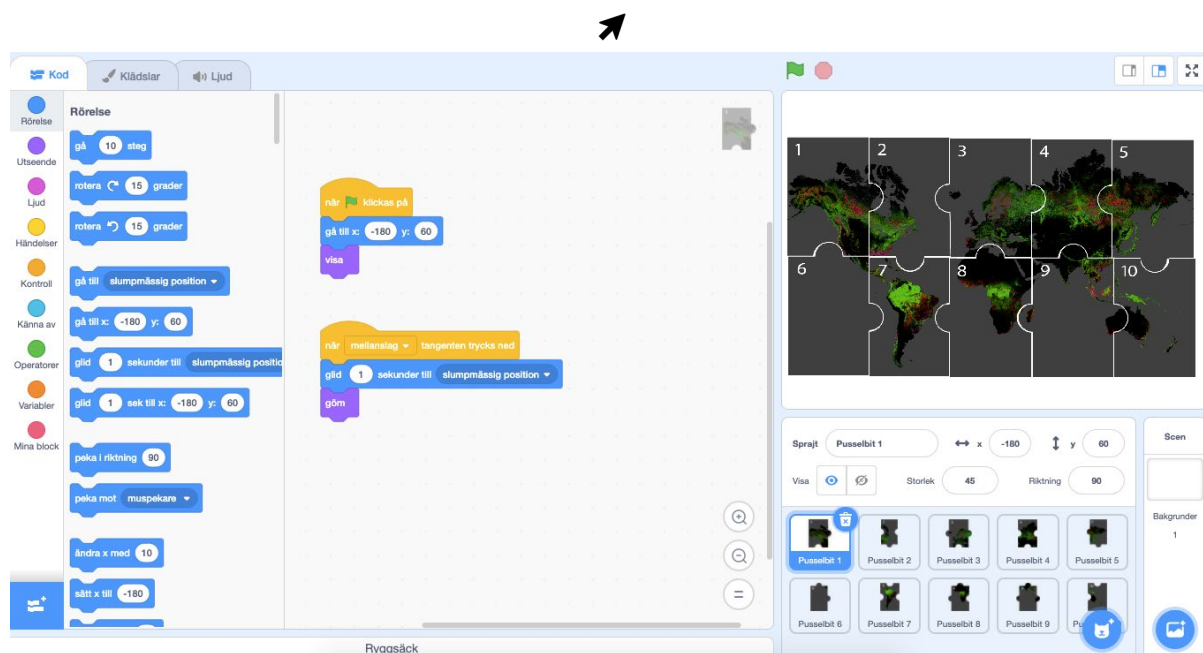 Kod
Klädslar
Ljud
Rörelse
Utseende
Ljud
Händelser
Kontroll
Känna av
Operatorer
Variabler
Mina block
Rörelse
gå 10 steg
rotera 15 grader
rotera 15 grader
gå till slumpmässig position
gå till x: -180 y: 60
glid 1 sekunder till slumpmässig positio
glid 1 sek till x: -180 y: 60
peka i riktning 90
peka mot muspekare
ändra x med 10
sätt x till -180
när klickas på
gå till x: -180 y: 60
visa
när mellanslag tangenten trycks ned
glid 1 sekunder till slumpmässig position
göm
=
Ryggsäck
1 2 3 4 5
6 7 8 9 10
Sprajt Pusselbit 1 x -180 y 60
Visa Storlek 45 Riktning 90
Pusselbit 1 Pusselbit 2 Pusselbit 3 Pusselbit 4 Pusselbit 5
Pusselbit 6 Pusselbit 7 Pusselbit 8 Pusselbit 9
Scen
Bakgrunder
1